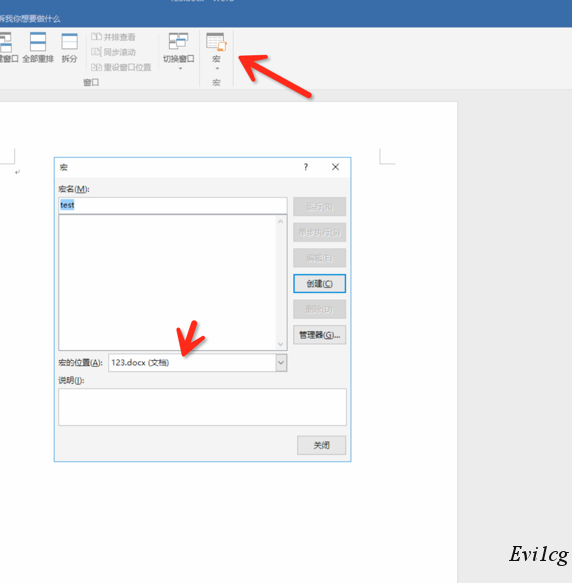 诉我你想要做什么
建窗口 全部重排 拆分
并排查看
同步滚动
重设窗口位置
切换窗口
宏
窗口
宏
宏 ?
宏名(M):
test
运行(R)
单步执行(S)
编辑(E)
创建(C)
删除(D)
管理器(G)...
宏的位置(A): 123.docx (文档)
说明(I):
关闭
Evi1cg